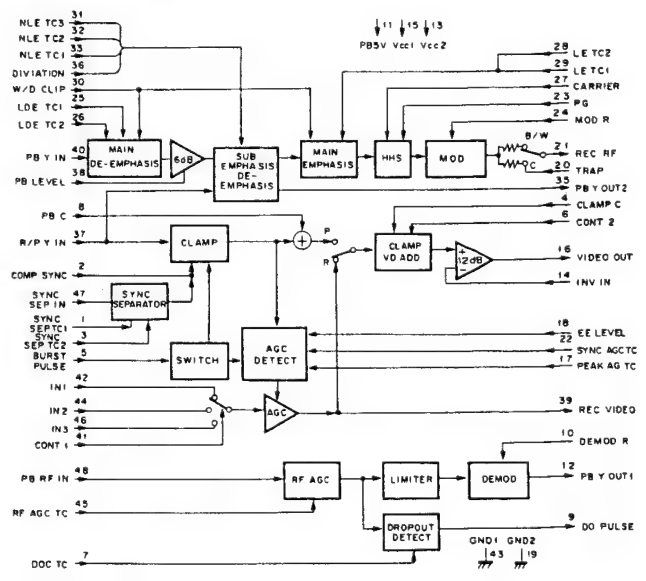 NLE TC3 31
NLE TC2 32
NLE TC1 33
DIVIATION 36
W/D CLIP 30
LDE TC1 25
LDE TC2 26
PB Y IN 40
PB LEVEL 38
MAIN
DE-EMPHASIS
6dB
SUB
EMPHASIS
DE-
EMPHASIS
MAIN
EMPHASIS
HHS
MOD
11 15 13
PB5V Vcc1 Vcc2
28 LE TC2
29 LE TC1
27 CARRIER
23 PG
24 MOD R
B/W
21 REC RF
C
20 TRAP
35 PB Y OUT2
4 CLAMP C
6 CONT 2
PB C 8
R/P Y IN 37
COMP SYNC 2
SYNC
SEP IN 47
SYNC
SEPTC1 1
SYNC
SEP TC2 3
BURST
PULSE 5
CLAMP
+
P
R
CLAMP
VD ADD
+
12dB
-
16 VIDEO OUT
14 INV IN
SYNC
SEPARATOR
SWITCH
AGC
DETECT
18 EE LEVEL
22 SYNC AGC TC
17 PEAK AG TC
IN1 42
IN2 44
IN3 46
CONT 1 41
AGC
39 REC VIDEO
10 DEMOD R
PB RF IN 48
RF AGC TC 45
RF AGC
LIMITER
DEMOD
12 PB Y OUT1
DROPOUT
DETECT
9 DO PULSE
DOC TC 7
GND1 GND2
43 19